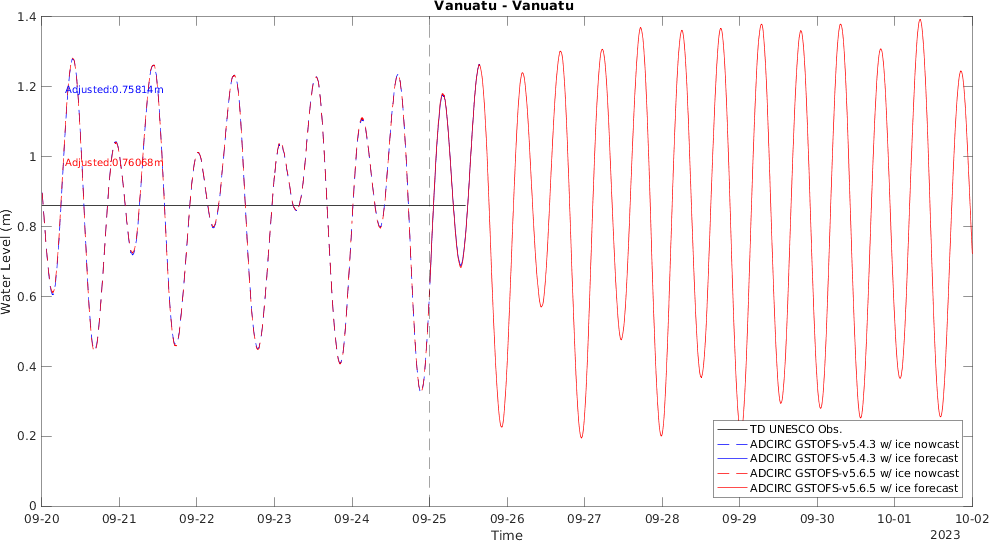 Vanuatu - Vanuatu
1.4
1.2
1
0.8
0.6
0.4
0.2
0
Water Level (m)
Adjusted:0.75814m
Adjusted:0.76068m
TD UNESCO Obs.
ADCIRC GSTOFS-v5.4.3 w/ ice nowcast
ADCIRC GSTOFS-v5.4.3 w/ ice forecast
ADCIRC GSTOFS-v5.6.5 w/ ice nowcast
ADCIRC GSTOFS-v5.6.5 w/ ice forecast
09-20 09-21 09-22 09-23 09-24 09-25 09-26 09-27 09-28 09-29 09-30 10-01 10-02
Time
2023